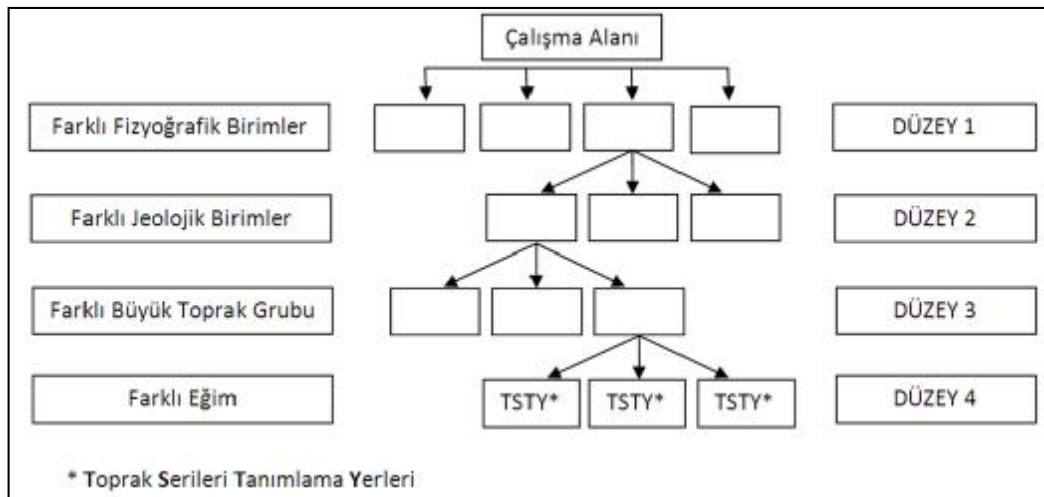 Çalışma Alanı
Farklı Fizyoğrafik Birimler
DÜZEY 1
Farklı Jeolojik Birimler
DÜZEY 2
Farklı Büyük Toprak Grubu
DÜZEY 3
Farklı Eğim
TSTY*
TSTY*
TSTY*
DÜZEY 4
* Toprak Serileri Tanımlama Yerleri